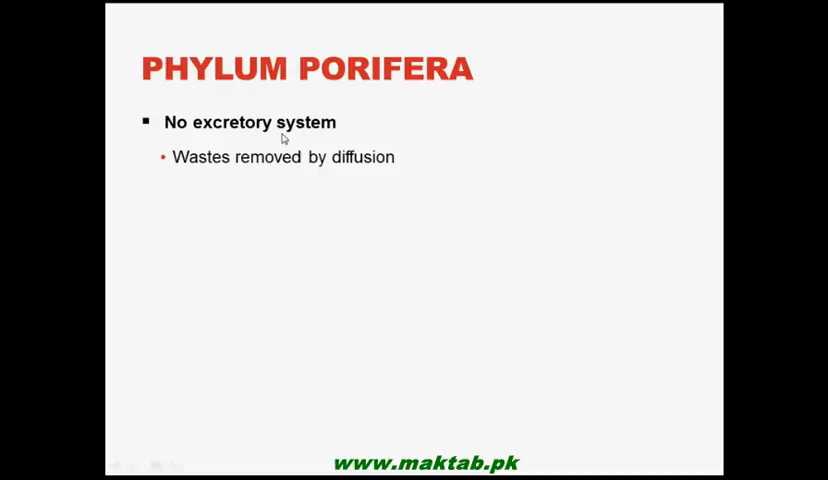 PHYLUM PORIFERA
No excretory system
Wastes removed by diffusion
www.maktab.pk